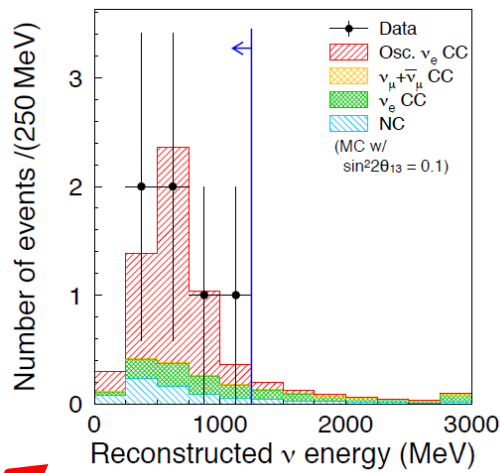 Data
Osc. νe CC
νμ+ν̅μ CC
νe CC
NC
(MC w/
sin²2θ13 = 0.1)
Number of events /(250 MeV)
3
2
1
0
0 1000 2000 3000
Reconstructed ν energy (MeV)